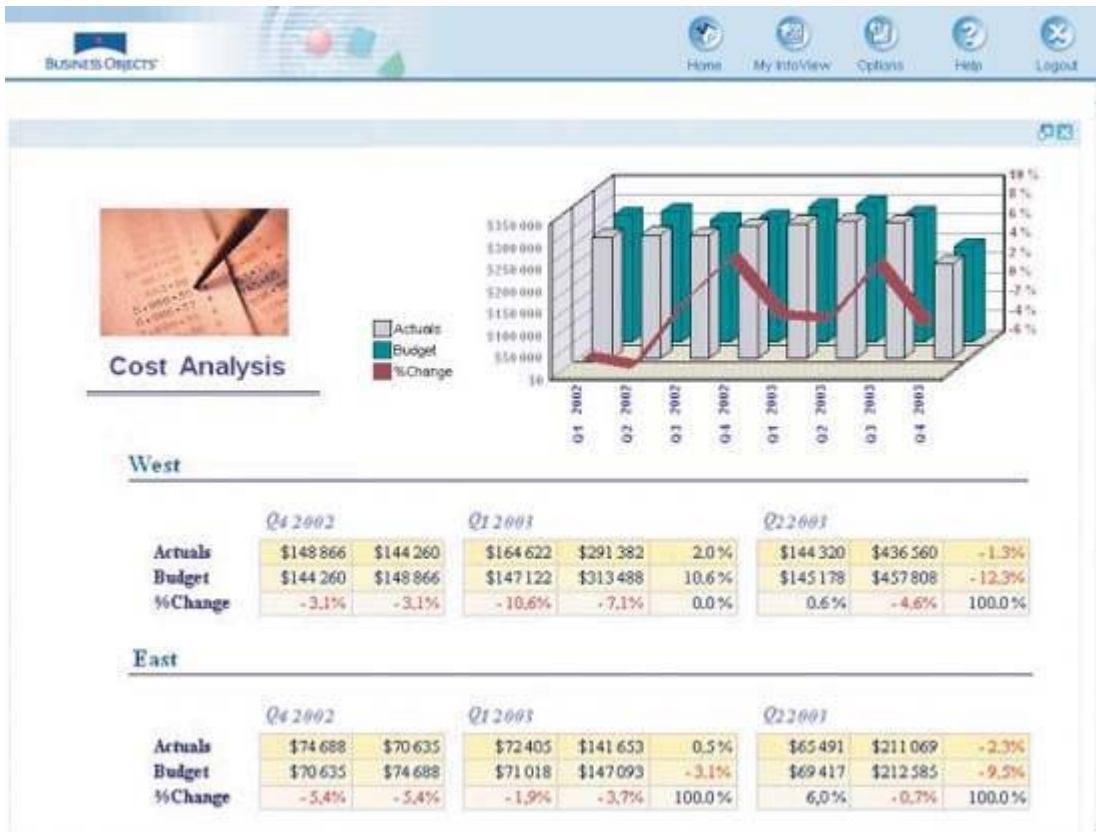 BUSINESS OBJECTS
Home My InfoView Options Help Logout
10 %
8 %
6 %
4 %
2 %
0 %
-2 %
-4 %
-6 %
$350 000
$300 000
$250 000
$200 000
$150 000
$100 000
$50 000
$0
Actuals
Budget
%Change
Cost Analysis
Q1 2002 Q2 2002 Q3 2002 Q4 2002 Q1 2003 Q2 2003 Q3 2003 Q4 2003
West
Q4 2002 Q1 2003 Q2 2003
Actuals $148 866 $144 260 $164 622 $291 382 2.0% $144 320 $436 560 -1.3%
Budget $144 260 $148 866 $147 122 $313 488 10.6% $145 178 $457 808 -12.3%
%Change -3,1% -3,1% -10,6% -7,1% 0.0% 0.6% -4,6% 100.0%
East
Q4 2002 Q1 2003 Q2 2003
Actuals $74 688 $70 635 $72 405 $141 653 0,5% $65 491 $211 069 -2,3%
Budget $70 635 $74 688 $71 018 $147 093 -3.1% $69 417 $212 585 -9,5%
%Change -5,4% -5,4% -1,9% -3,7% 100.0% 6,0% -0,7% 100.0%